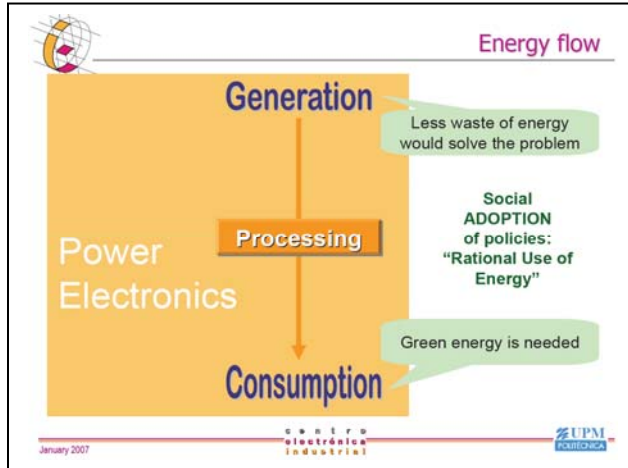 Energy flow
Generation
Less waste of energy
would solve the problem
Processing
Power
Electronics
Social
ADOPTION
of policies:
“Rational Use of
Energy”
Green energy is needed
Consumption
January 2007
centro
electrónica
industrial
UPM
POLITÉCNICA